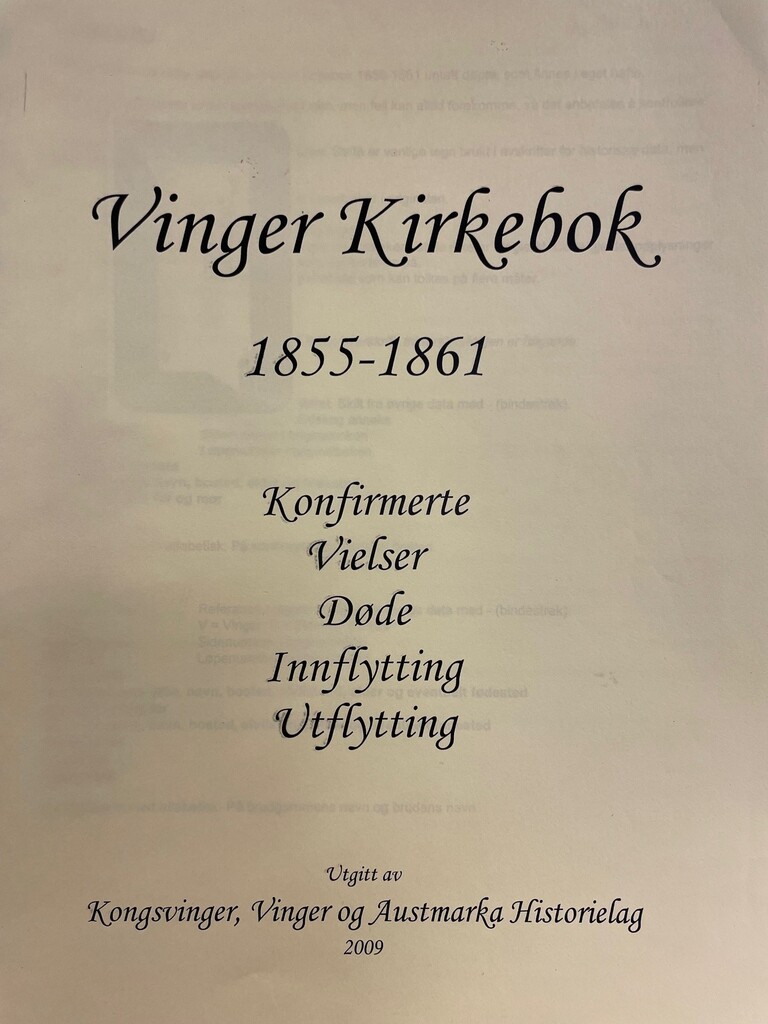 Vinger Kirkebok
1855-1861
Konfirmerte
Vielser
Døde
Innflytting
Utflytting
Utgitt av
Kongsvinger, Vinger og Austmarka Historielag
2009